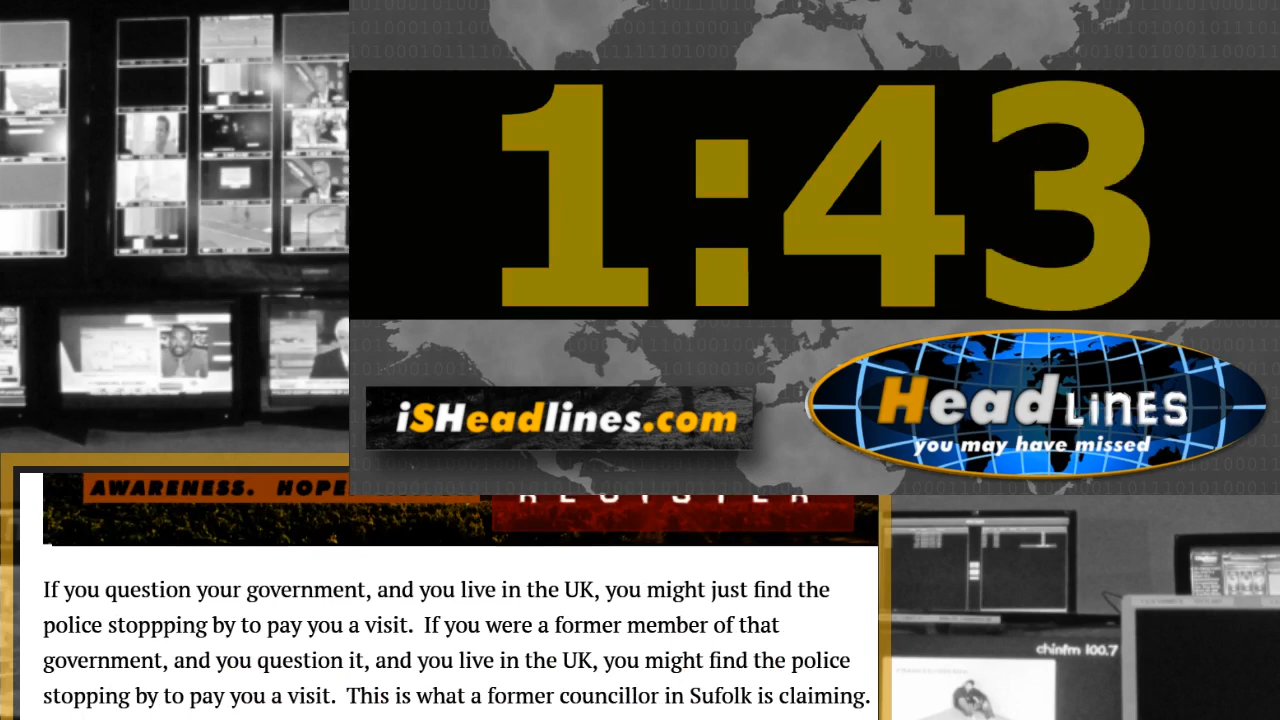 1:43
iSHeadlines.com
HeadLINES
you may have missed
AWARENESS. HOPE.
REGISTER
If you question your government, and you live in the UK, you might just find the
police stoppping by to pay you a visit. If you were a former member of that
government, and you question it, and you live in the UK, you might find the police
stopping by to pay you a visit. This is what a former councillor in Sufolk is claiming.
chinfm 100.7